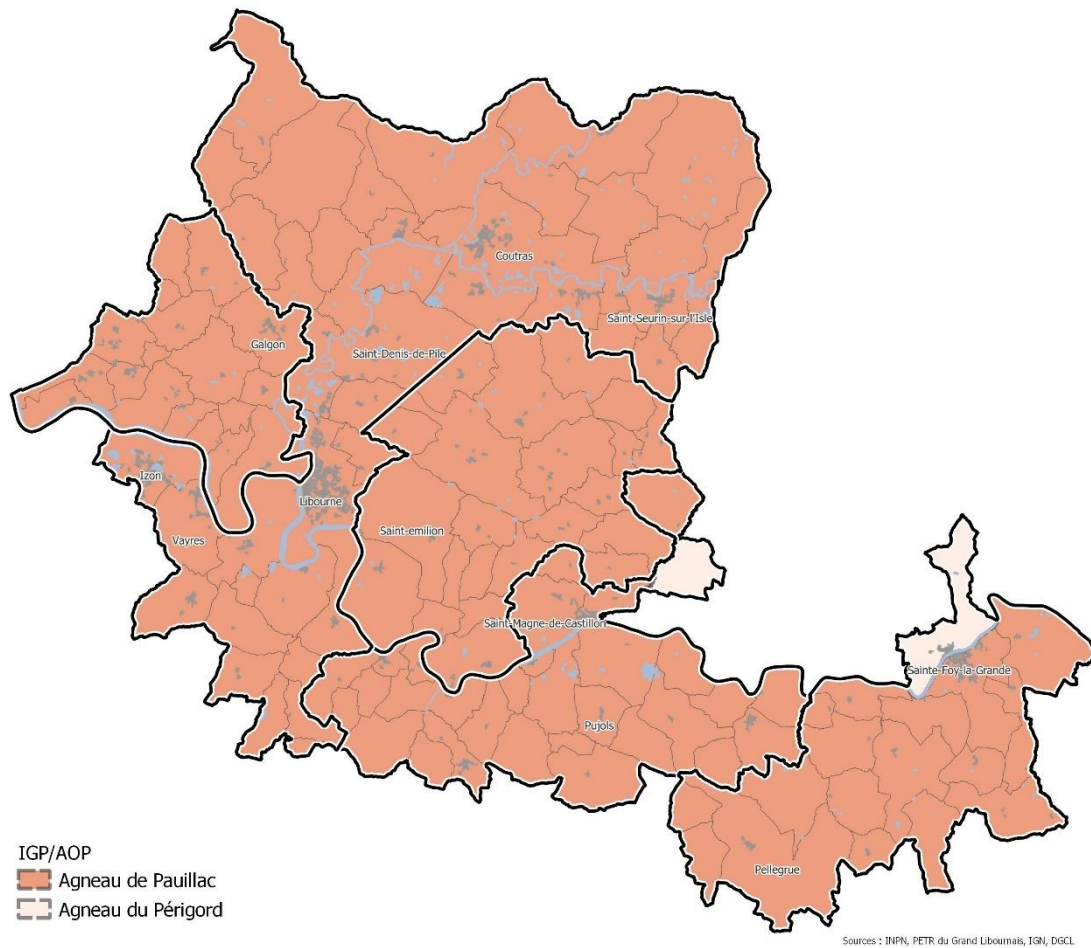 Coutras
Saint-Seurin-sur-l'Isle
Galgon
Saint-Denis-de-Pile
Izon
Libourne
Saint-emilion
Vayres
Saint-Magne-de-Castillon
Sainte-Foy-la-Grande
Pujols
Pellegrue
IGP/AOP
Agneau de Pauillac
Agneau du Périgord
Sources : INPN, PETR du Grand Libournais, IGN, DGCL